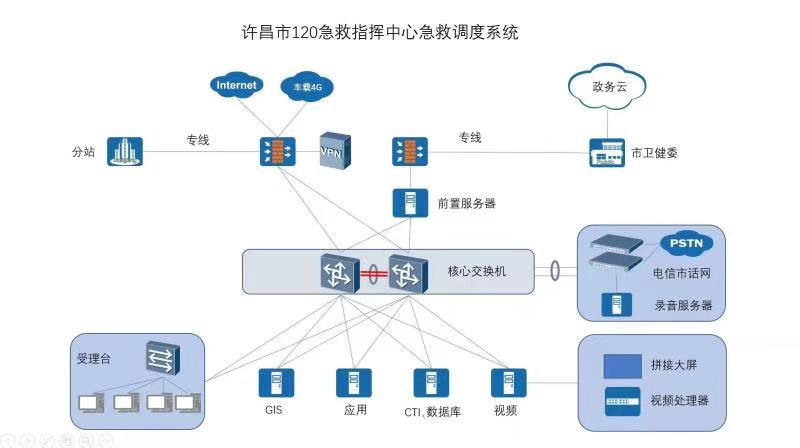 许昌市120急救指挥中心急救调度系统
Internet
车载4G
政务云
分站
专线
VPN
专线
市卫健委
前置服务器
核心交换机
PSTN
电信市话网
录音服务器
受理台
GIS
应用
CTI、数据库
视频
拼接大屏
视频处理器